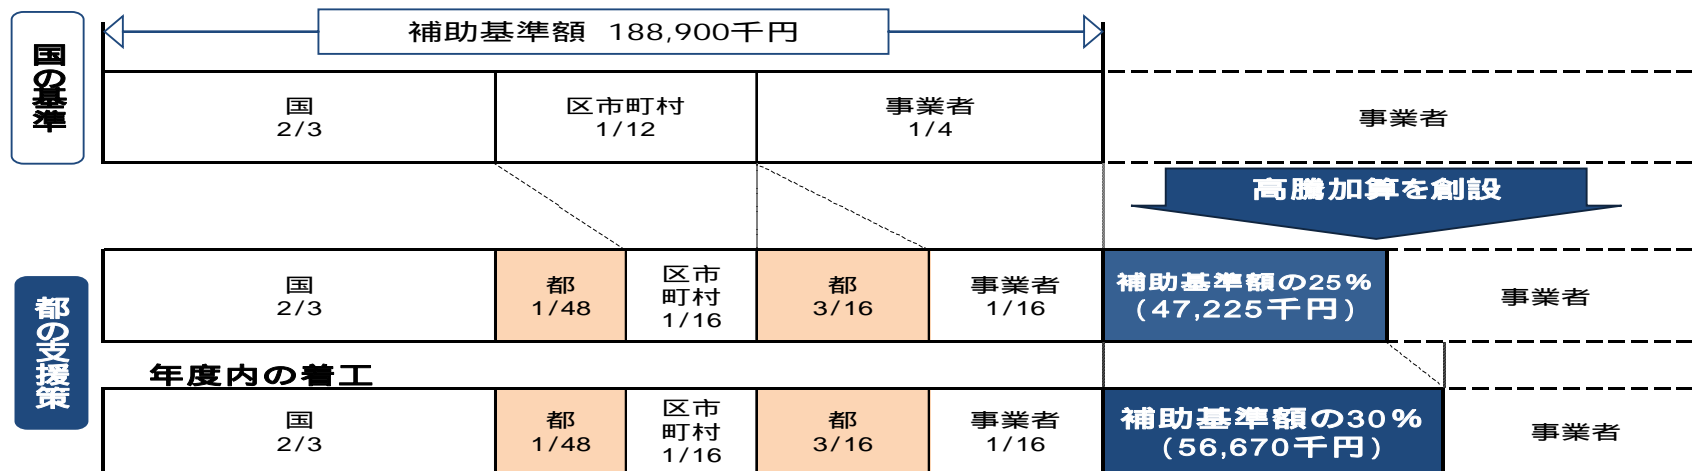 国の基準
補助基準額 188,900千円
国
2/3
区市町村
1/12
事業者
1/4
事業者
高騰加算を創設
都の支援策
国
2/3
都
1/48
区市
町村
1/16
都
3/16
事業者
1/16
補助基準額の25%
(47,225千円)
事業者
年度内の着工
国
2/3
都
1/48
区市
町村
1/16
都
3/16
事業者
1/16
補助基準額の30%
(56,670千円)
事業者